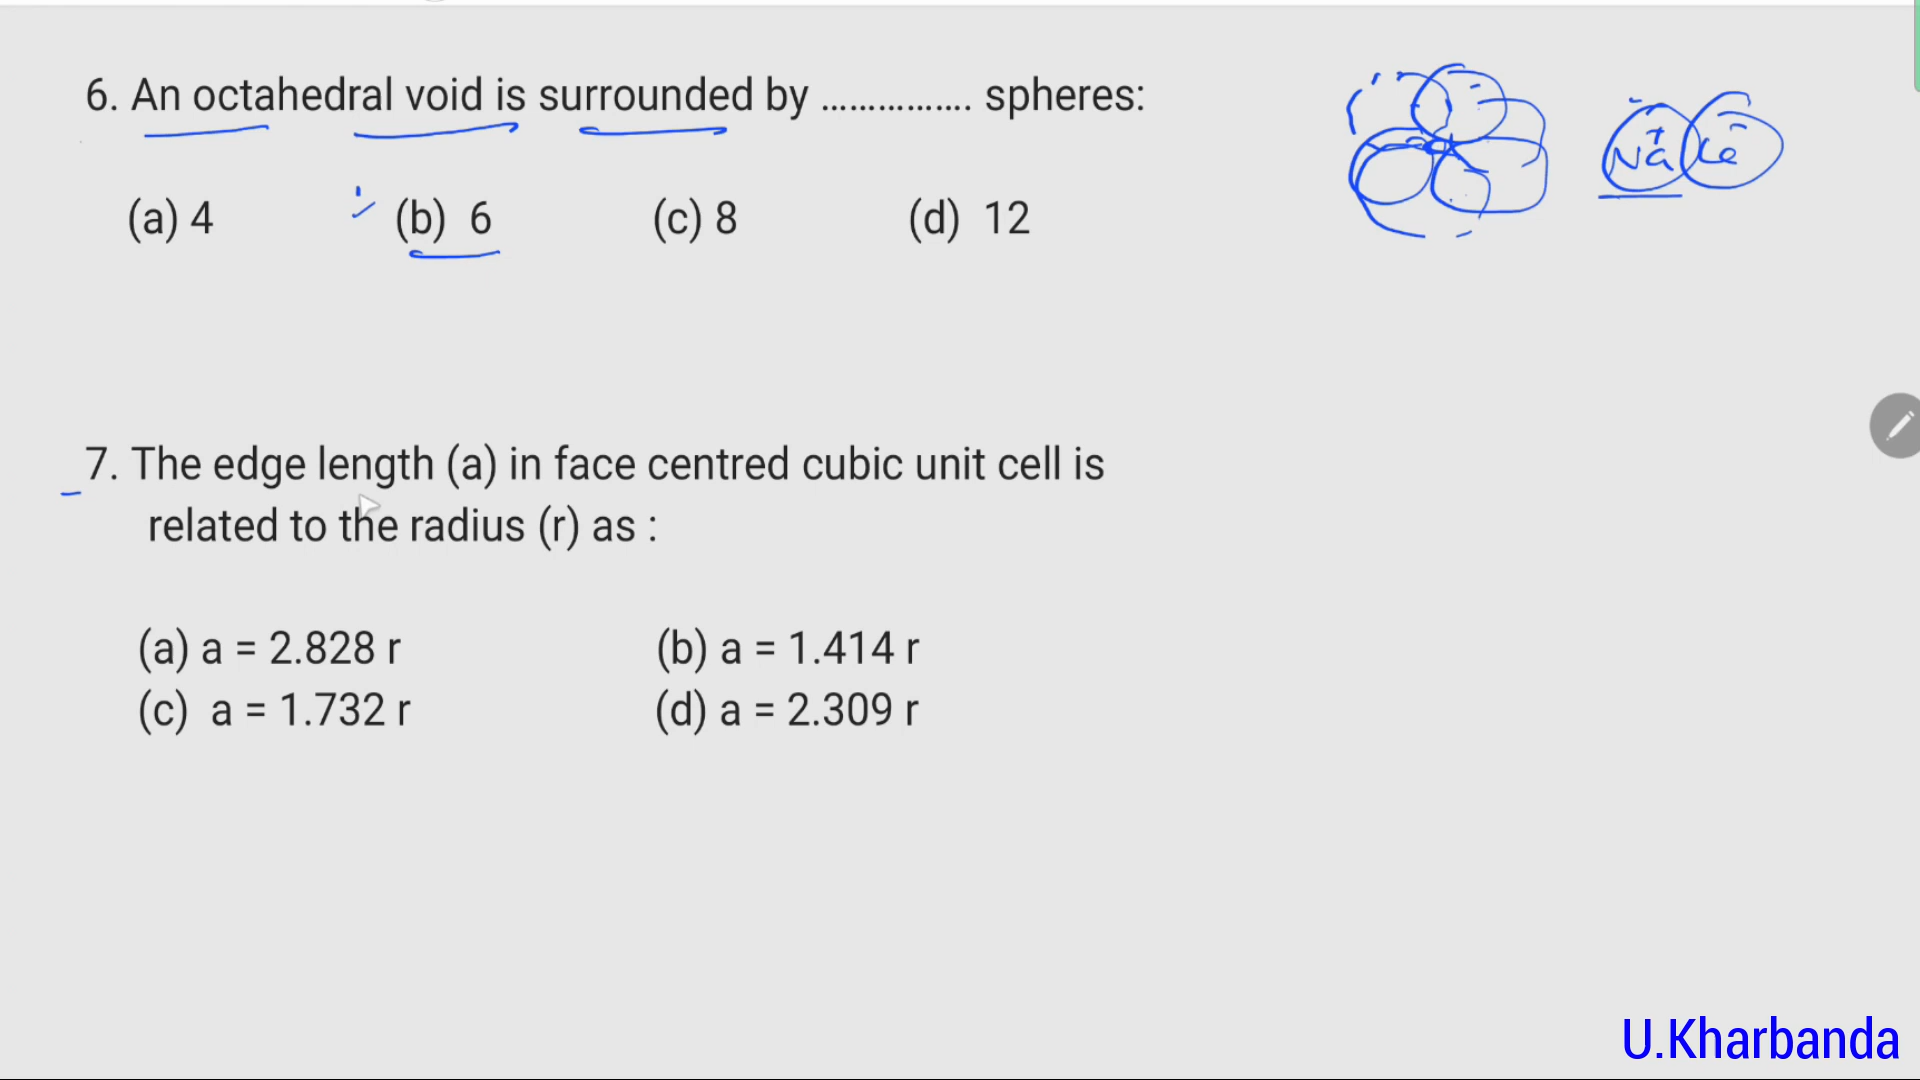 6. An octahedral void is surrounded by ................ spheres:
Na+ Cl-
(a) 4 (b) 6 (c) 8 (d) 12
7. The edge length (a) in face centred cubic unit cell is
related to the radius (r) as :
(a) a = 2.828 r (b) a = 1.414 r
(c) a = 1.732 r (d) a = 2.309 r
U.Kharbanda